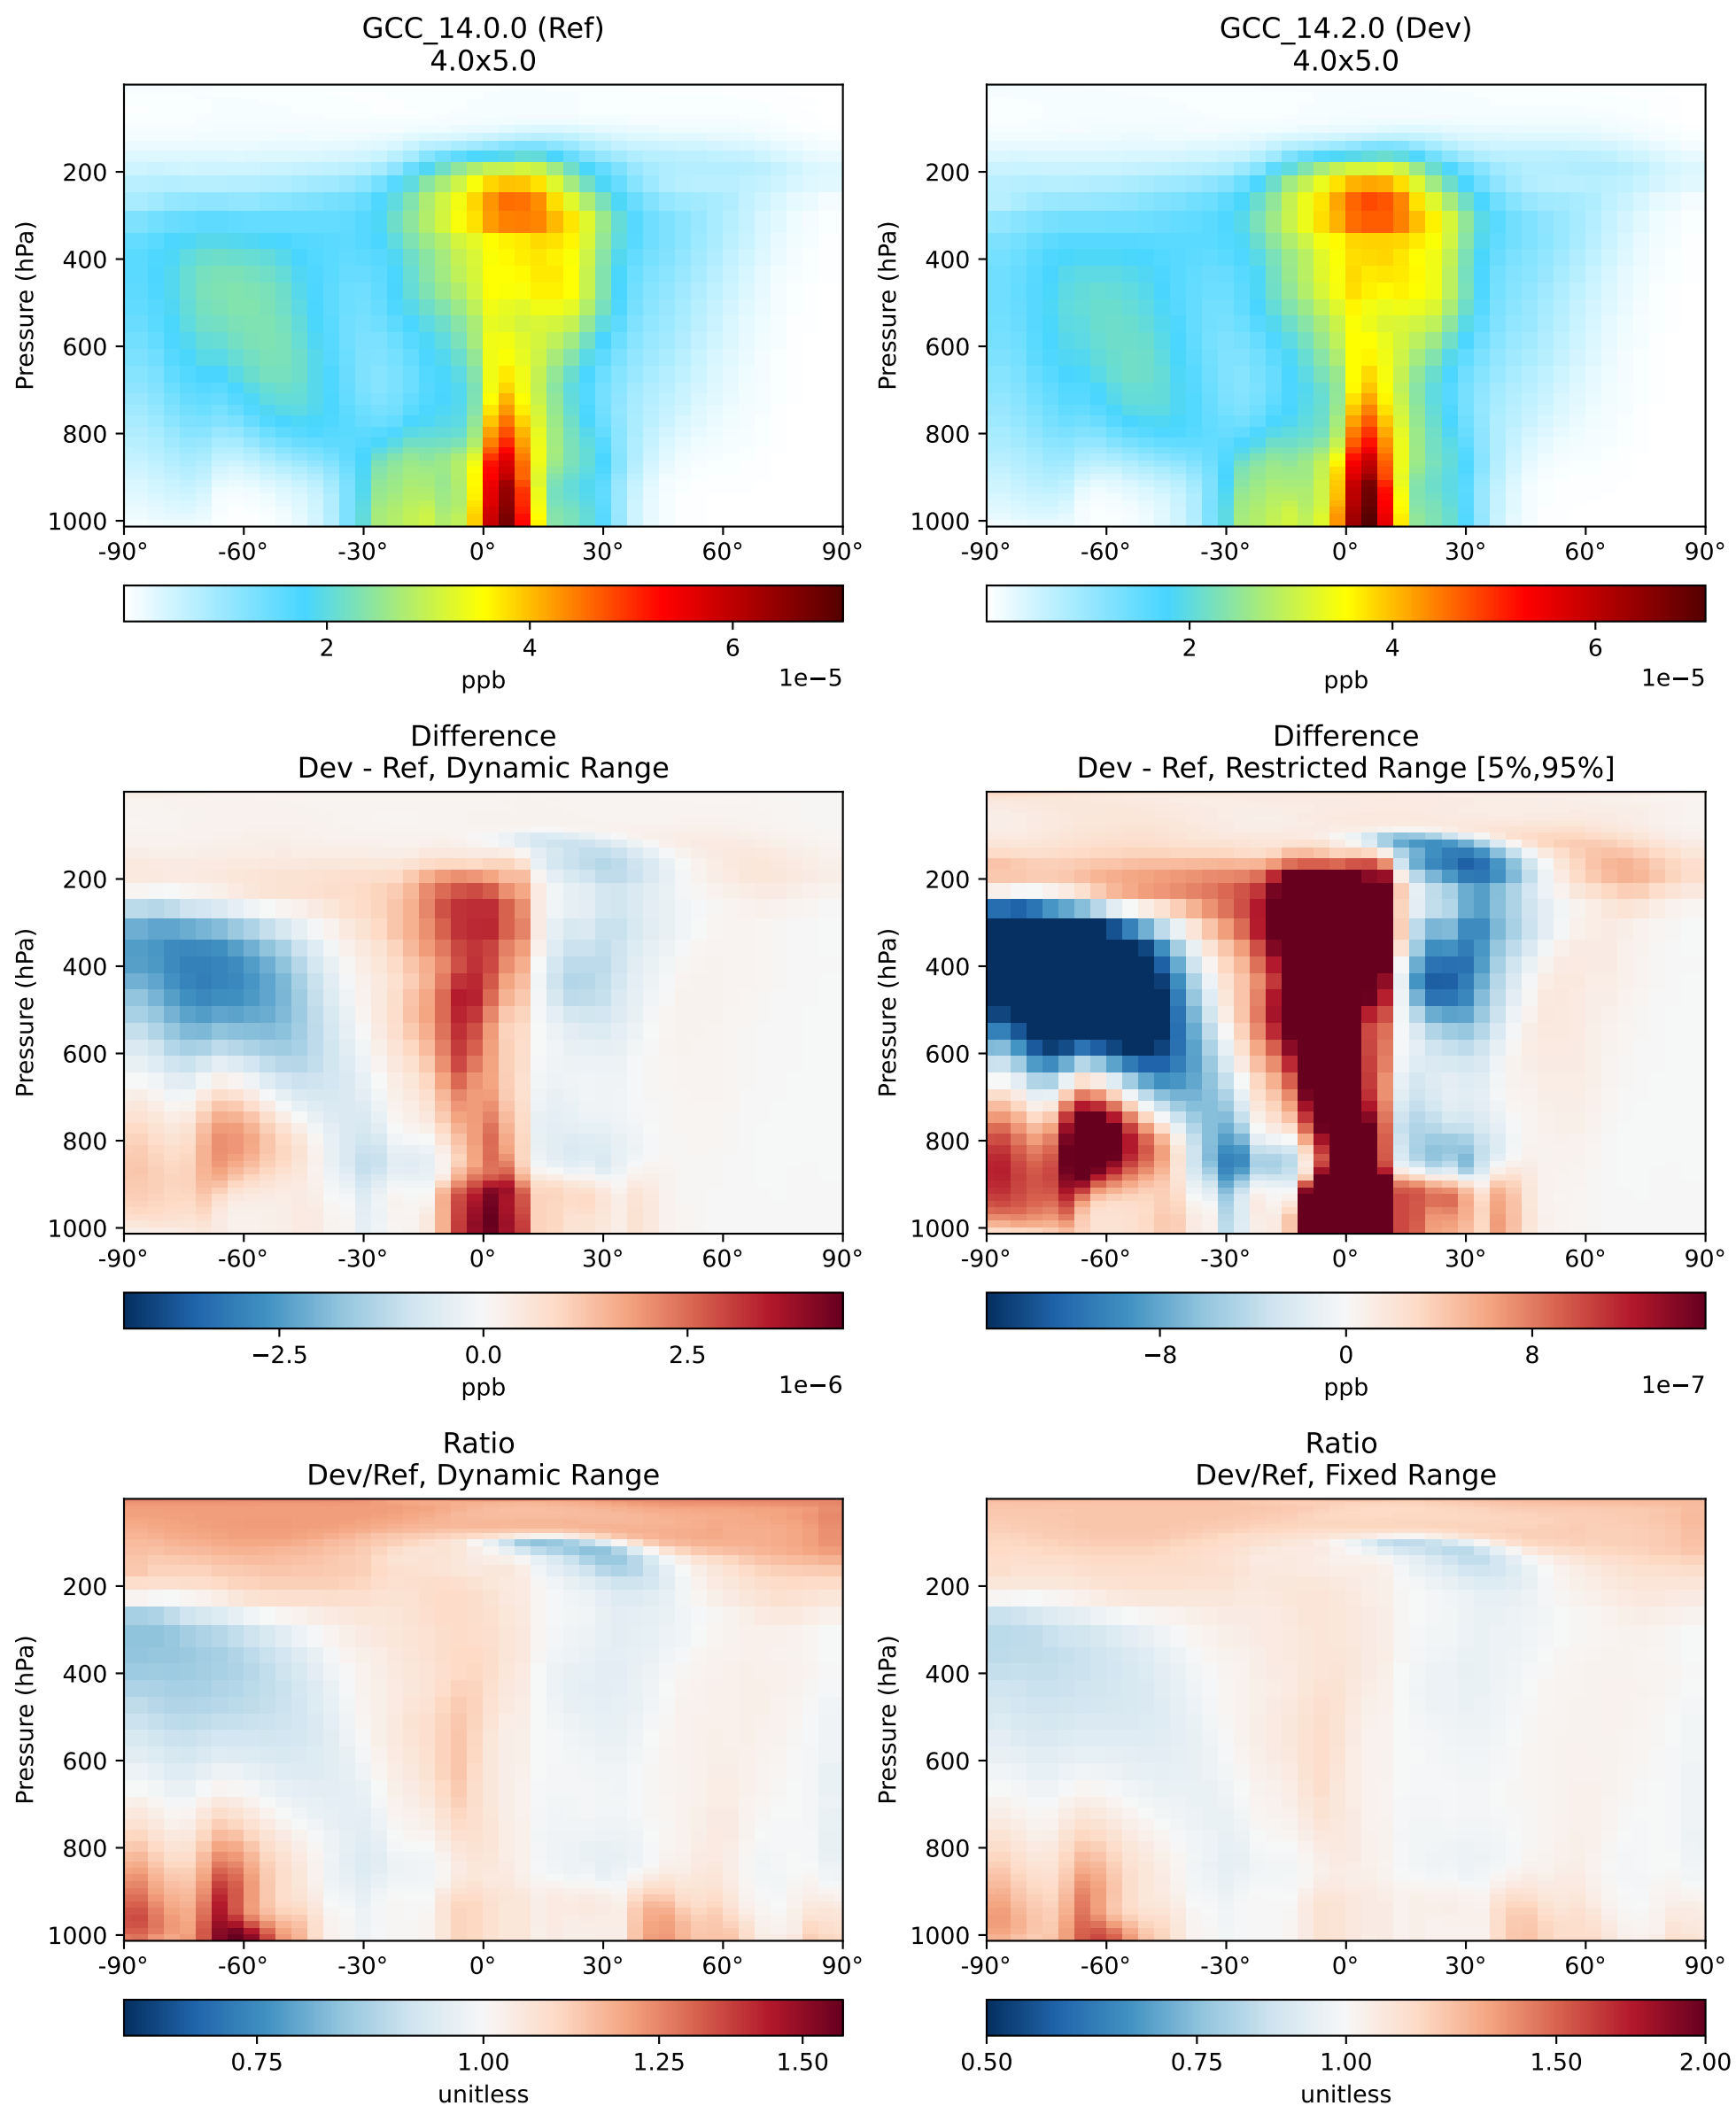 GCC_14.0.0 (Ref)
4.0x5.0
Pressure (hPa)
200
400
600
800
1000
-90° -60° -30° 0° 30° 60° 90°
2 4 6
ppb 1e−5
GCC_14.2.0 (Dev)
4.0x5.0
Pressure (hPa)
200
400
600
800
1000
-90° -60° -30° 0° 30° 60° 90°
2 4 6
ppb 1e−5
Difference
Dev - Ref, Dynamic Range
Pressure (hPa)
200
400
600
800
1000
-90° -60° -30° 0° 30° 60° 90°
−2.5 0.0 2.5
ppb 1e−6
Difference
Dev - Ref, Restricted Range [5%,95%]
Pressure (hPa)
200
400
600
800
1000
-90° -60° -30° 0° 30° 60° 90°
−8 0 8
ppb 1e−7
Ratio
Dev/Ref, Dynamic Range
Pressure (hPa)
200
400
600
800
1000
-90° -60° -30° 0° 30° 60° 90°
0.75 1.00 1.25 1.50
unitless
Ratio
Dev/Ref, Fixed Range
Pressure (hPa)
200
400
600
800
1000
-90° -60° -30° 0° 30° 60° 90°
0.50 0.75 1.00 1.50 2.00
unitless